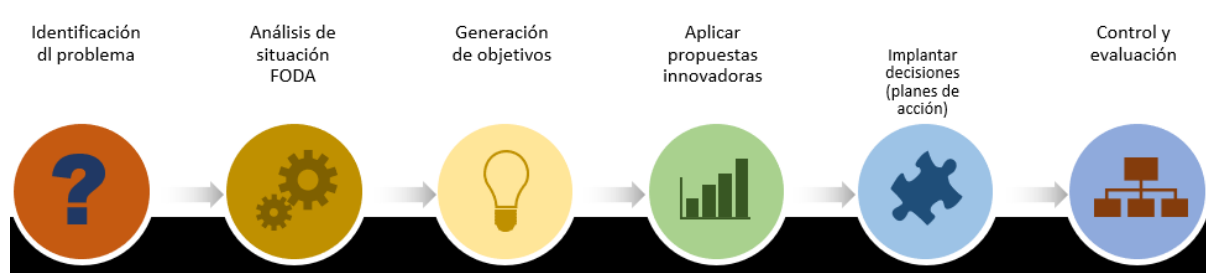 Identificación
dl problema
Análisis de
situación
FODA
Generación
de objetivos
Aplicar
propuestas
innovadoras
Implantar
decisiones
(planes de
acción)
Control y
evaluación